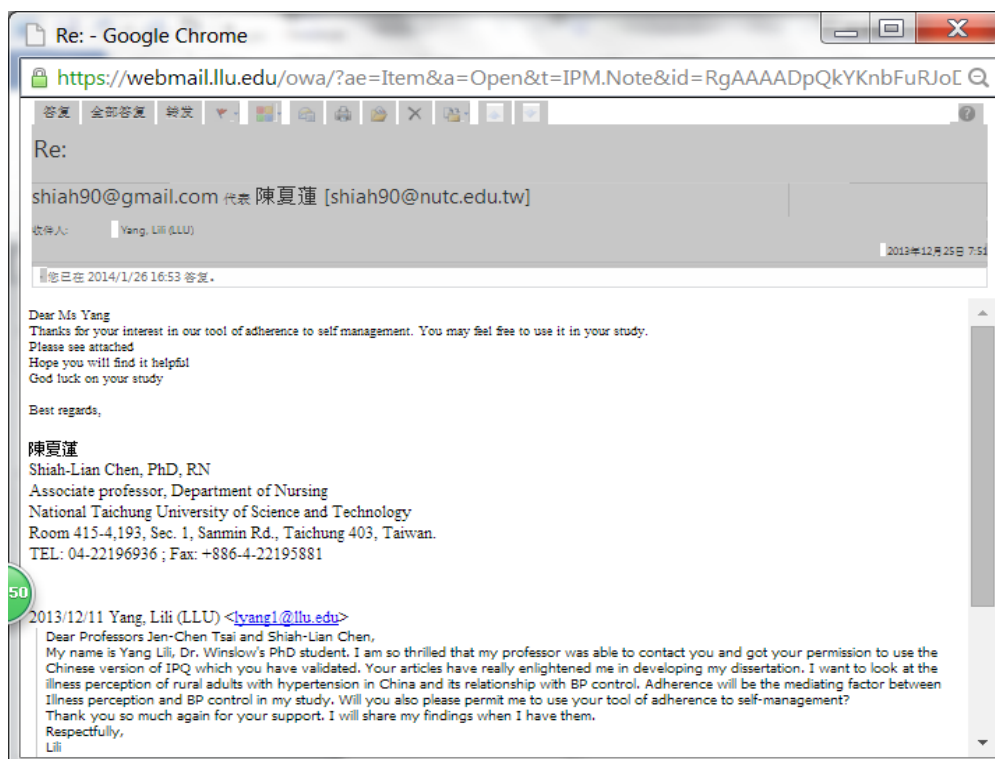 Re: - Google Chrome
https://webmail.llu.edu/owa/?ae=Item&a=Open&t=IPM.Note&id=RgAAAADpQkYKnbFuRJoD
答复 全部答复 转发
Re:
shiah90@gmail.com 代表 陳夏蓮 [shiah90@nutc.edu.tw]
收件人: Yang, Lili (LLU)
2013年12月25日 7:51
您已在 2014/1/26 16:53 答复。
Dear Ms Yang
Thanks for your interest in our tool of adherence to self management. You may feel free to use it in your study.
Please see attached
Hope you will find it helpful
God luck on your study
Best regards,
陳夏蓮
Shiah-Lian Chen, PhD, RN
Associate professor, Department of Nursing
National Taichung University of Science and Technology
Room 415-4,193, Sec. 1, Sanmin Rd., Taichung 403, Taiwan.
TEL: 04-22196936 ; Fax: +886-4-22195881
50
2013/12/11 Yang, Lili (LLU) <lyang1@llu.edu>
Dear Professors Jen-Chen Tsai and Shiah-Lian Chen,
My name is Yang Lili, Dr. Winslow's PhD student. I am so thrilled that my professor was able to contact you and got your permission to use the
Chinese version of IPQ which you have validated. Your articles have really enlightened me in developing my dissertation. I want to look at the
illness perception of rural adults with hypertension in China and its relationship with BP control. Adherence will be the mediating factor between
Illness perception and BP control in my study. Will you also please permit me to use your tool of adherence to self-management?
Thank you so much again for your support. I will share my findings when I have them.
Respectfully,
Lili